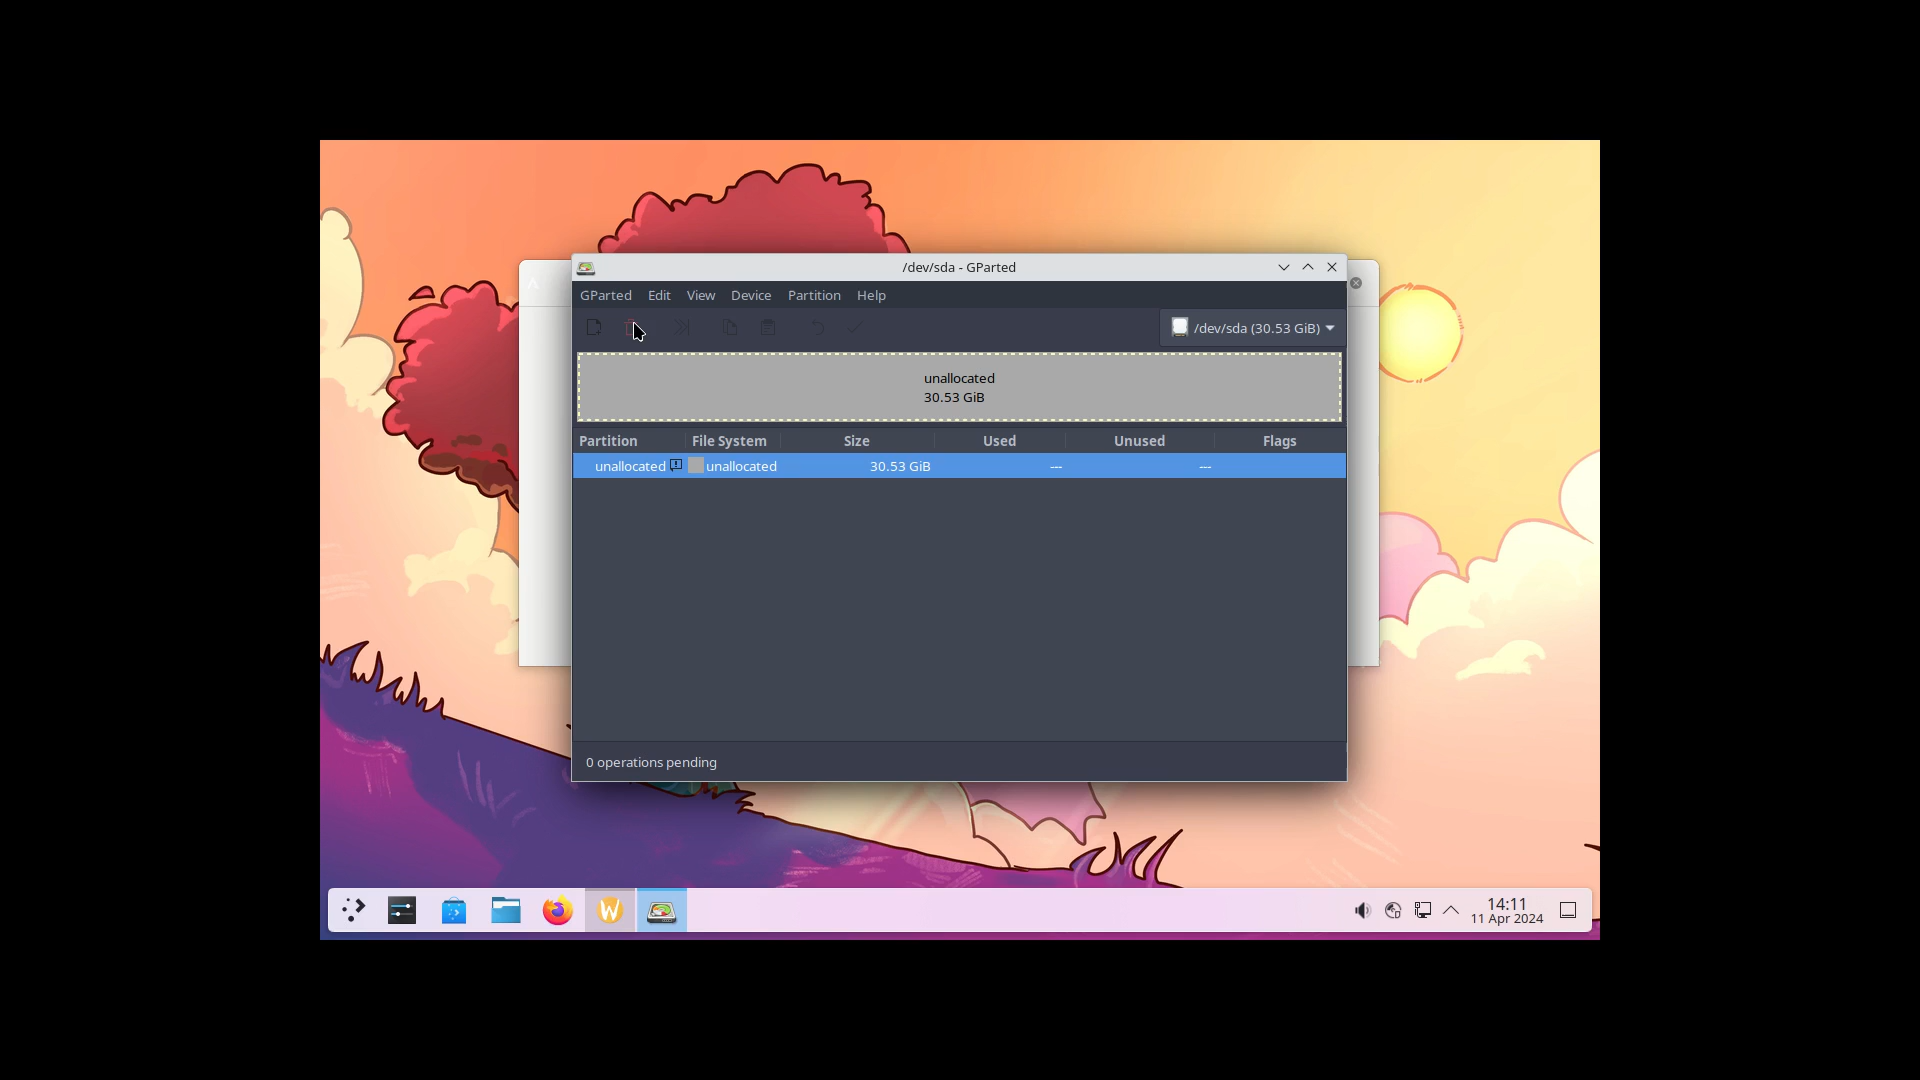 /dev/sda - GParted
GParted Edit View Device Partition Help
/dev/sda (30.53 GiB)
unallocated
30.53 GiB
Partition File System Size Used Unused Flags
unallocated unallocated 30.53 GiB --- ---
0 operations pending
14:11
11 Apr 2024